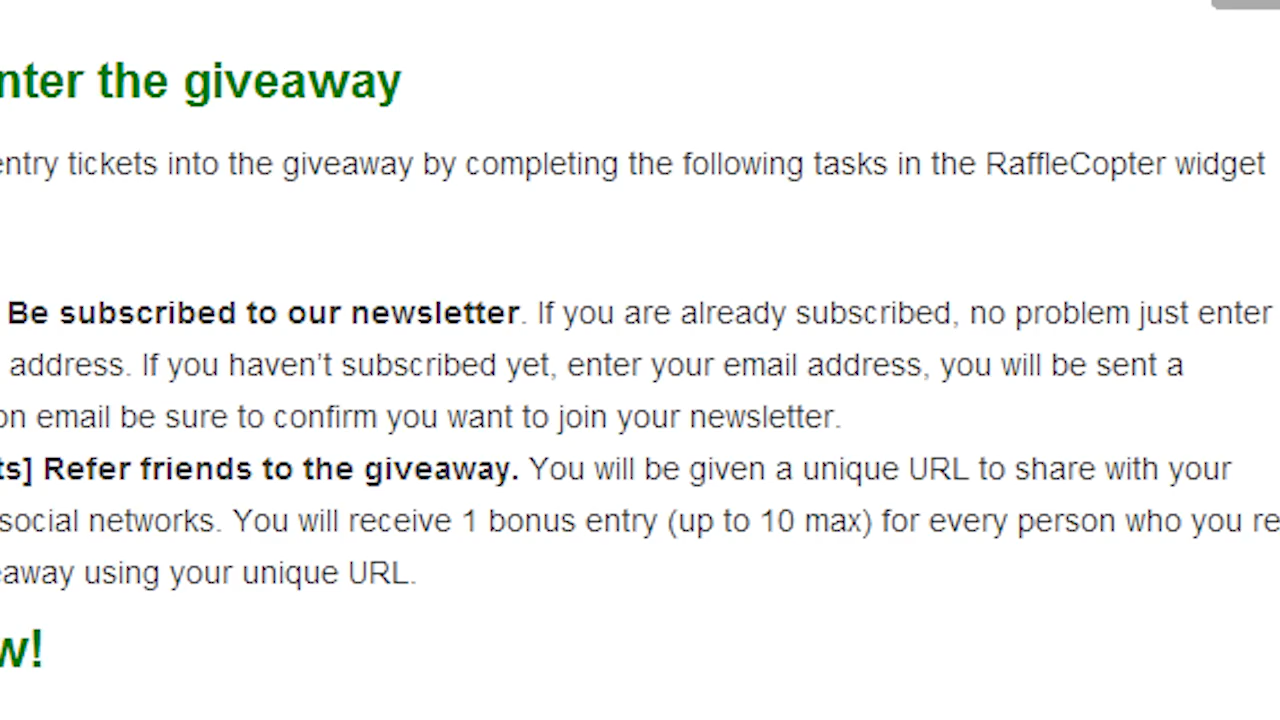 nter the giveaway
entry tickets into the giveaway by completing the following tasks in the RaffleCopter widget
Be subscribed to our newsletter. If you are already subscribed, no problem just enter
address. If you haven't subscribed yet, enter your email address, you will be sent a
on email be sure to confirm you want to join your newsletter.
ts] Refer friends to the giveaway. You will be given a unique URL to share with your
social networks. You will receive 1 bonus entry (up to 10 max) for every person who you re
eaway using your unique URL.
w!